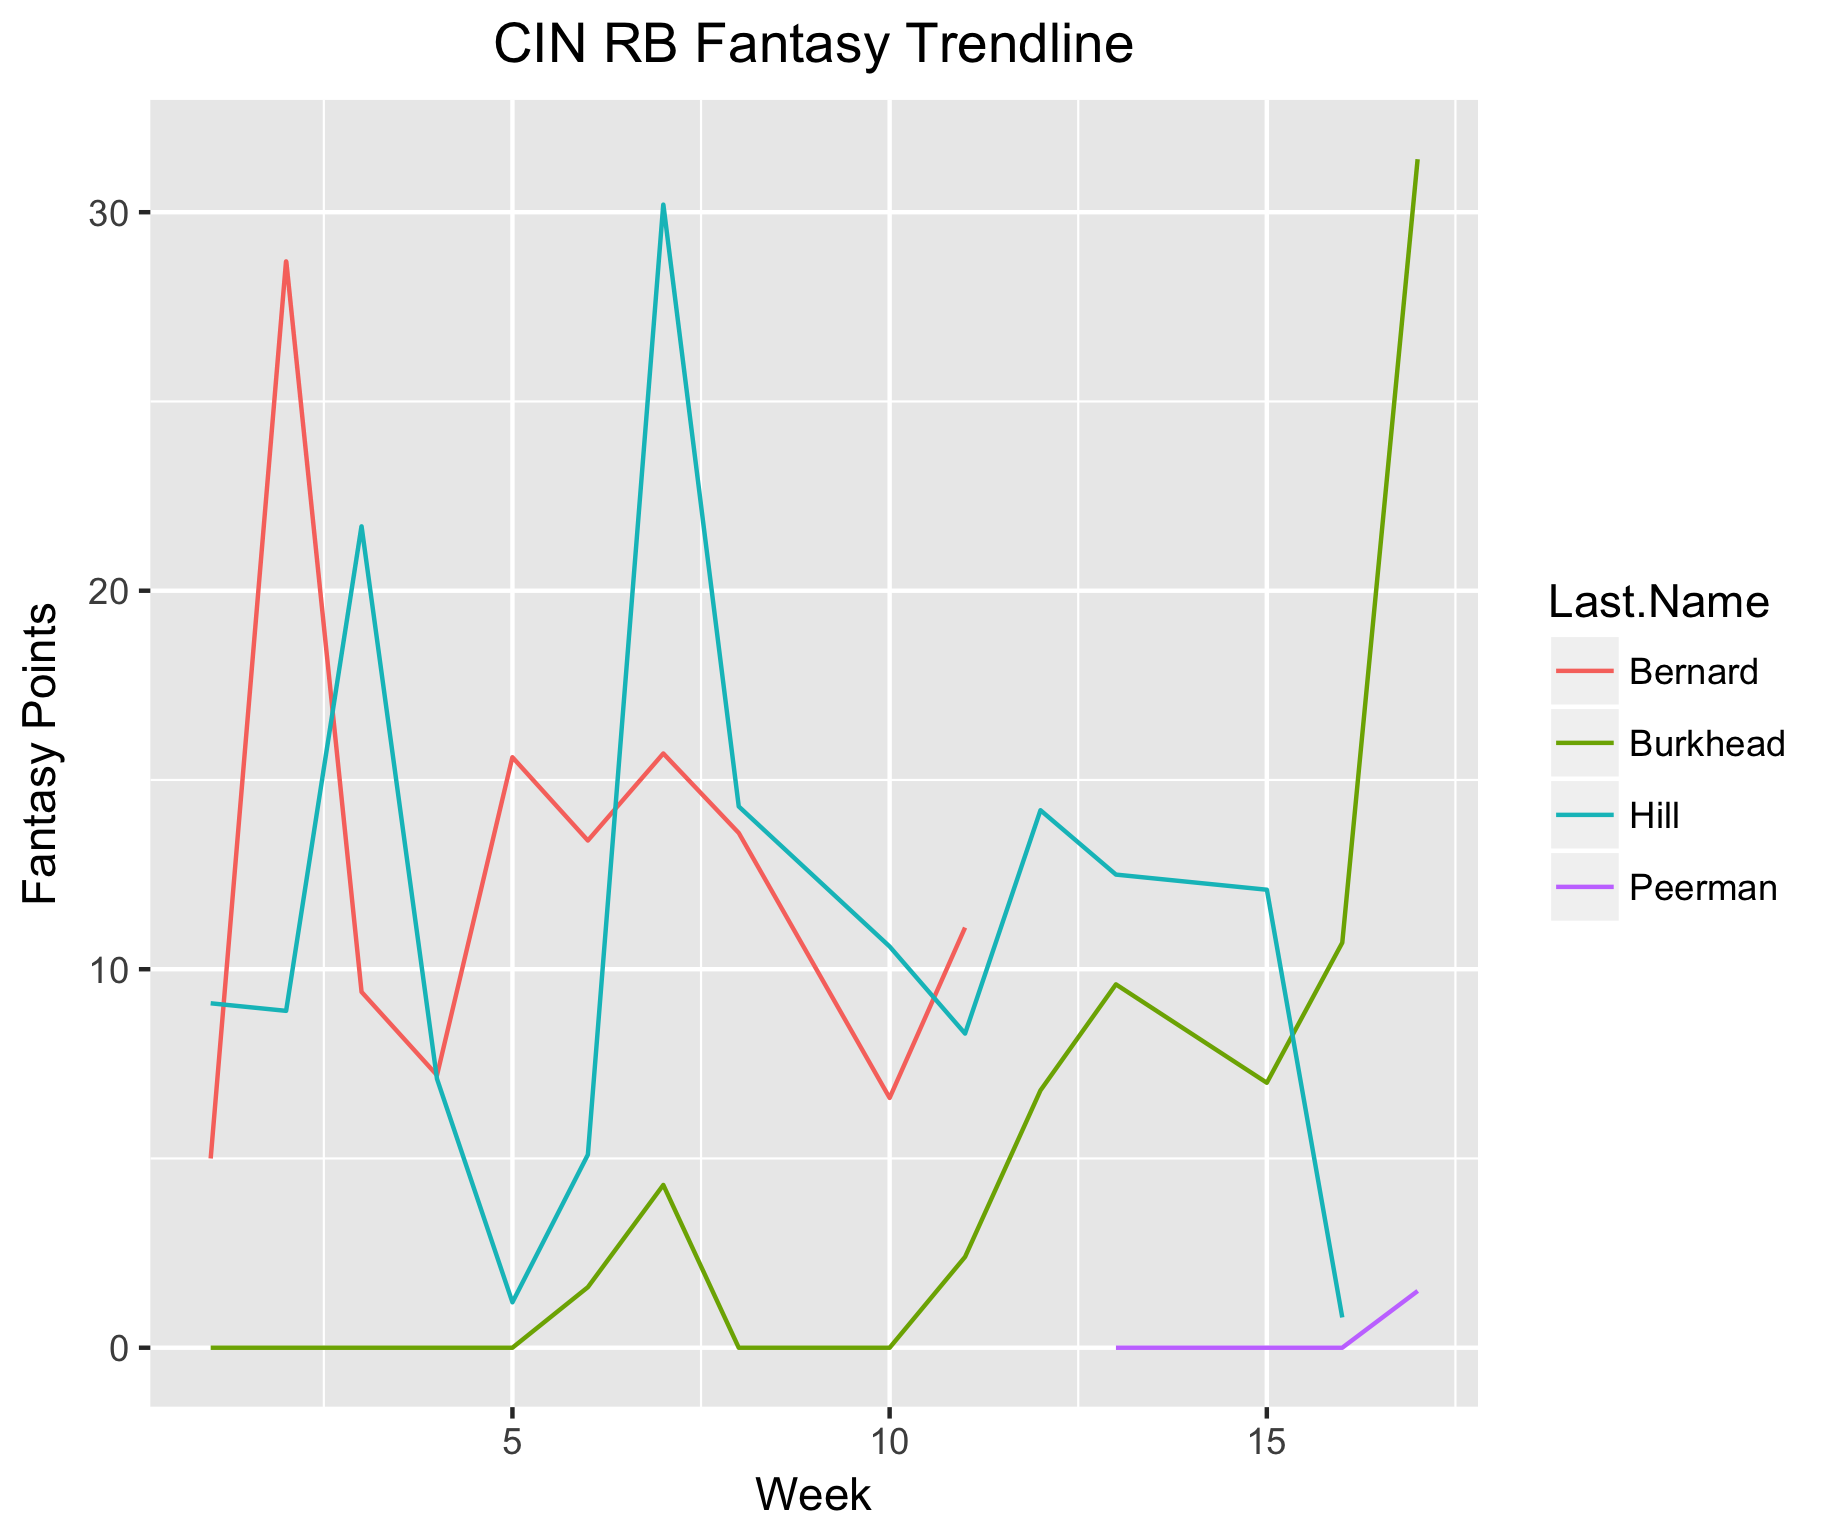 CIN RB Fantasy Trendline
30
20
10
0
Fantasy Points
5
10
15
Week
Last.Name
Bernard
Burkhead
Hill
Peerman